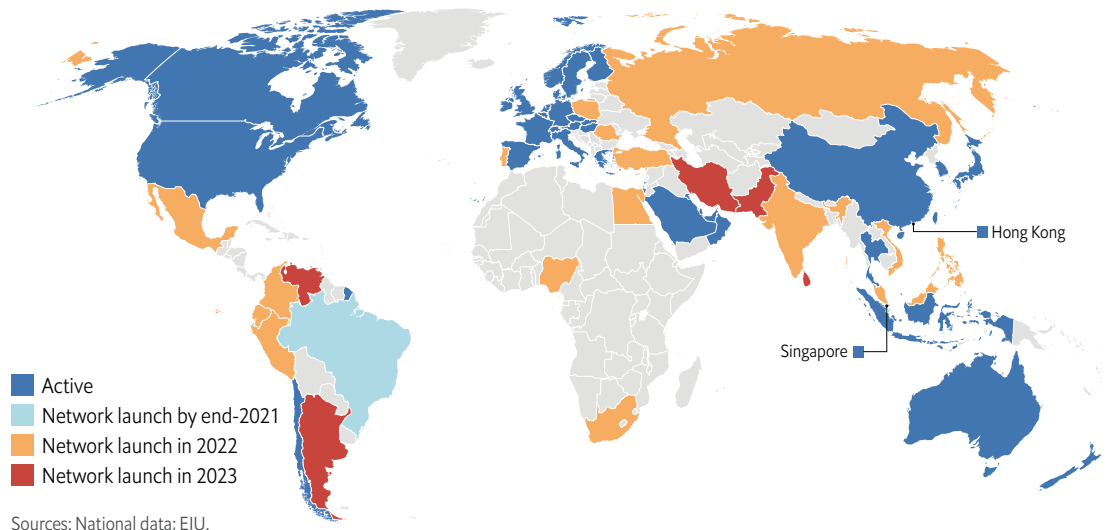 Hong Kong
Singapore
Active
Network launch by end-2021
Network launch in 2022
Network launch in 2023
Sources: National data: EIU.